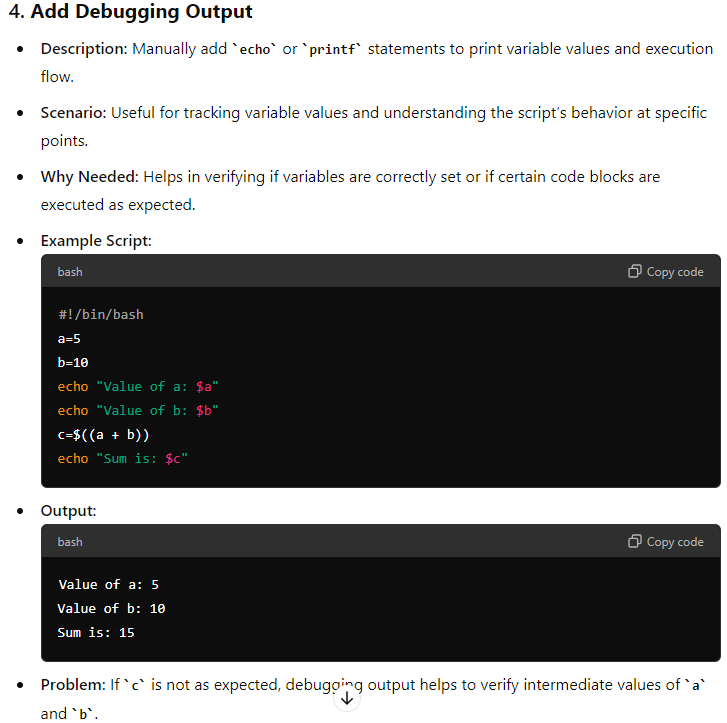 4. Add Debugging Output
• Description: Manually add `echo` or `printf` statements to print variable values and execution
flow.
• Scenario: Useful for tracking variable values and understanding the script’s behavior at specific
points.
• Why Needed: Helps in verifying if variables are correctly set or if certain code blocks are
executed as expected.
• Example Script:
bash Copy code
#!/bin/bash
a=5
b=10
echo "Value of a: $a"
echo "Value of b: $b"
c=$((a + b))
echo "Sum is: $c"
• Output:
bash Copy code
Value of a: 5
Value of b: 10
Sum is: 15
• Problem: If `c` is not as expected, debugging output helps to verify intermediate values of `a`
and `b`.